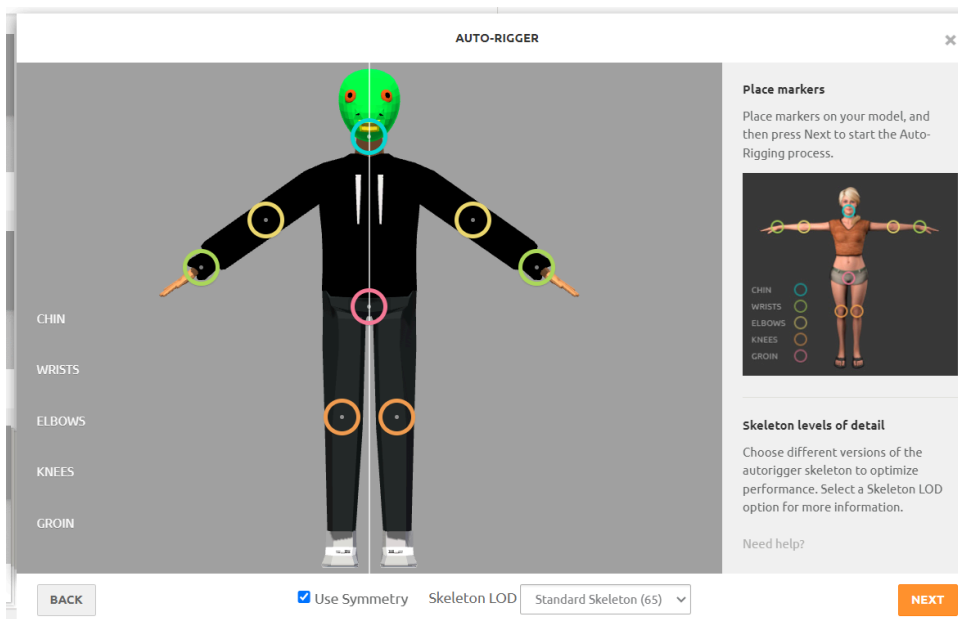 AUTO-RIGGER
×
Place markers
Place markers on your model, and
then press Next to start the Auto-
Rigging process.
CHIN
WRISTS
ELBOWS
KNEES
GROIN
CHIN
WRISTS
ELBOWS
KNEES
GROIN
Skeleton levels of detail
Choose different versions of the
autorigger skeleton to optimize
performance. Select a Skeleton LOD
option for more information.
Need help?
BACK
Use Symmetry
Skeleton LOD
Standard Skeleton (65)
NEXT